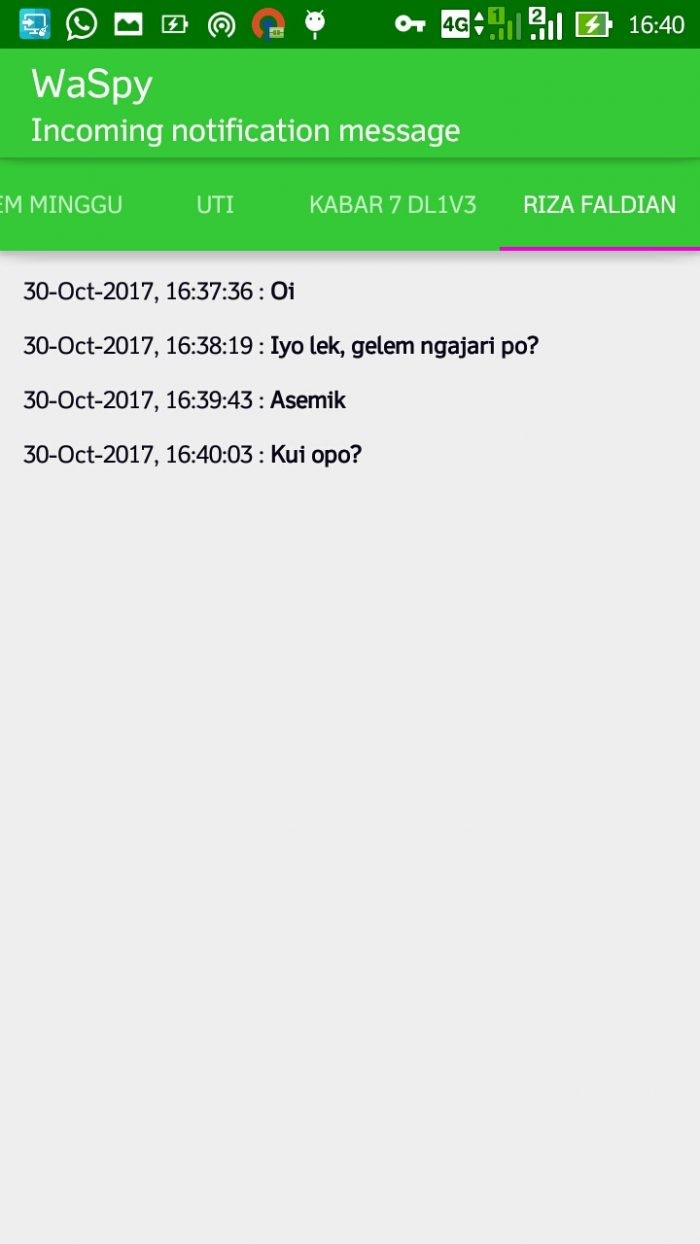 4G 1 2 16:40
WaSpy
Incoming notification message
EM MINGGU UTI KABAR 7 DL1V3 RIZA FALDIAN
30-Oct-2017, 16:37:36 : Oi
30-Oct-2017, 16:38:19 : Iyo lek, gelem ngajari po?
30-Oct-2017, 16:39:43 : Asemik
30-Oct-2017, 16:40:03 : Kui opo?